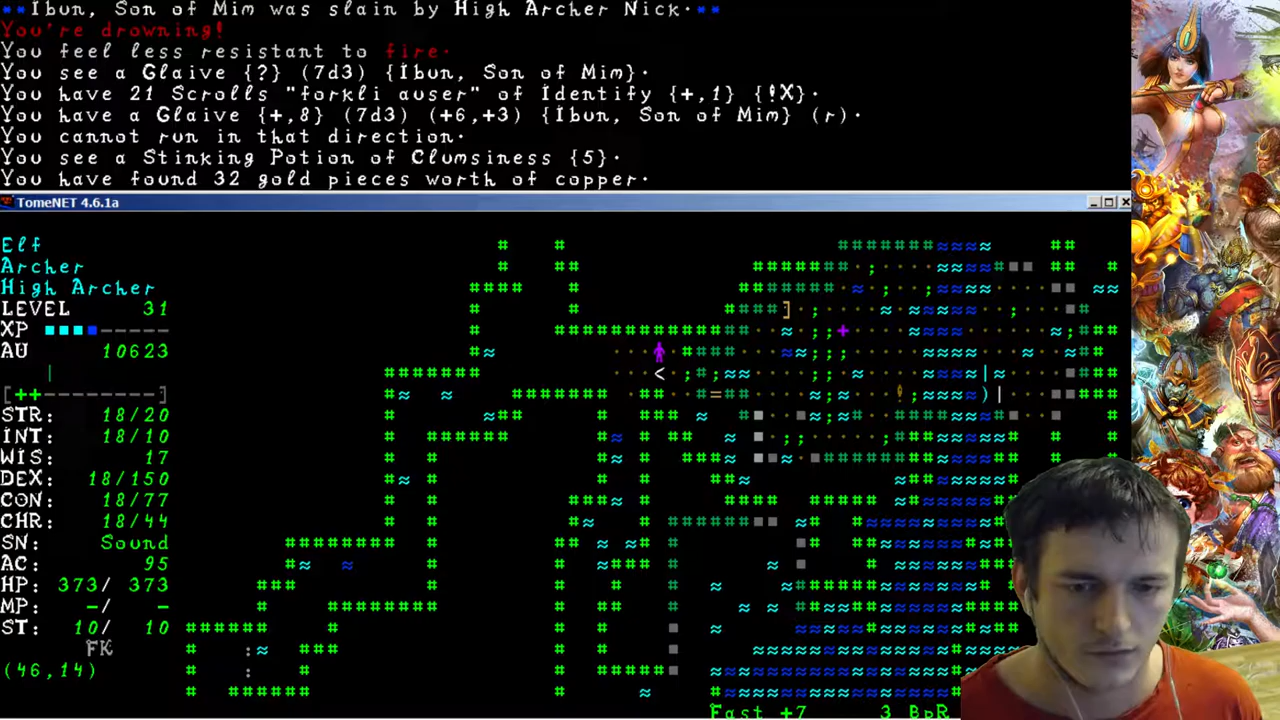 **Ibun, Son of Mim was slain by High Archer Nick.**
You're drowning!
You feel less resistant to fire.
You see a Glaive {?} (7d3) {Ibun, Son of Mim}.
You have 21 Scrolls "forkli auser" of Identify {+,1} {!X}.
You have a Glaive {+,8} (7d3) (+6,+3) {Ibun, Son of Mim} (r).
You cannot run in that direction.
You see a Stinking Potion of Clumsiness {5}.
You have found 32 gold pieces worth of copper.
TomeNET 4.6.1a
Elf
Archer
High Archer
LEVEL 31
XP
AU 10623
[++---------]
STR: 18/20
INT: 18/10
WIS: 17
DEX: 18/150
CON: 18/77
CHR: 18/44
SN: Sound
AC: 95
HP: 373/ 373
MP: -/ -
ST: 10/ 10
FK
(46,14)
Fast +7 3 BpR